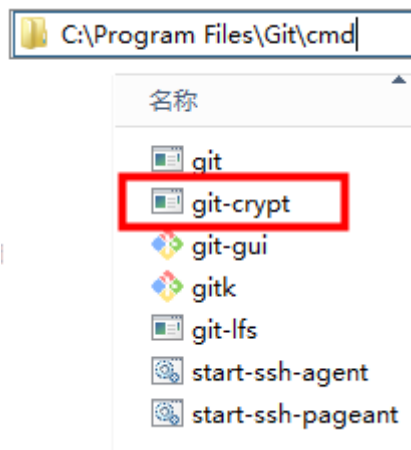 C:\Program Files\Git\cmd
名称
git
git-crypt
git-gui
gitk
git-lfs
start-ssh-agent
start-ssh-pageant